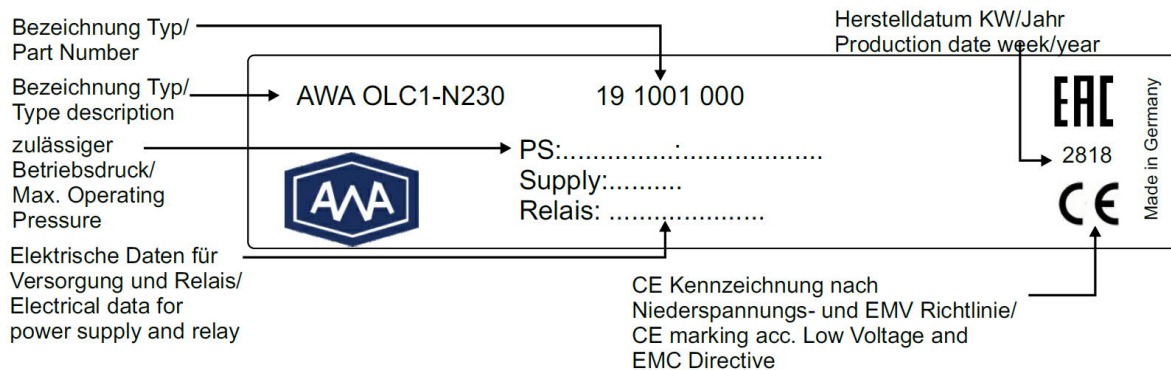 Bezeichnung Typ/
Part Number
Herstelldatum KW/Jahr
Production date week/year
Bezeichnung Typ/
Type description
AWA OLC1-N230
19 1001 000
EAC
Made in Germany
zulässiger
Betriebsdruck/
Max. Operating
Pressure
PS:..............:..................
Supply:.........
Relais: ....................
2818
CE
AWA
Elektrische Daten für
Versorgung und Relais/
Electrical data for
power supply and relay
CE Kennzeichnung nach
Niederspannungs- und EMV Richtlinie/
CE marking acc. Low Voltage and
EMC Directive